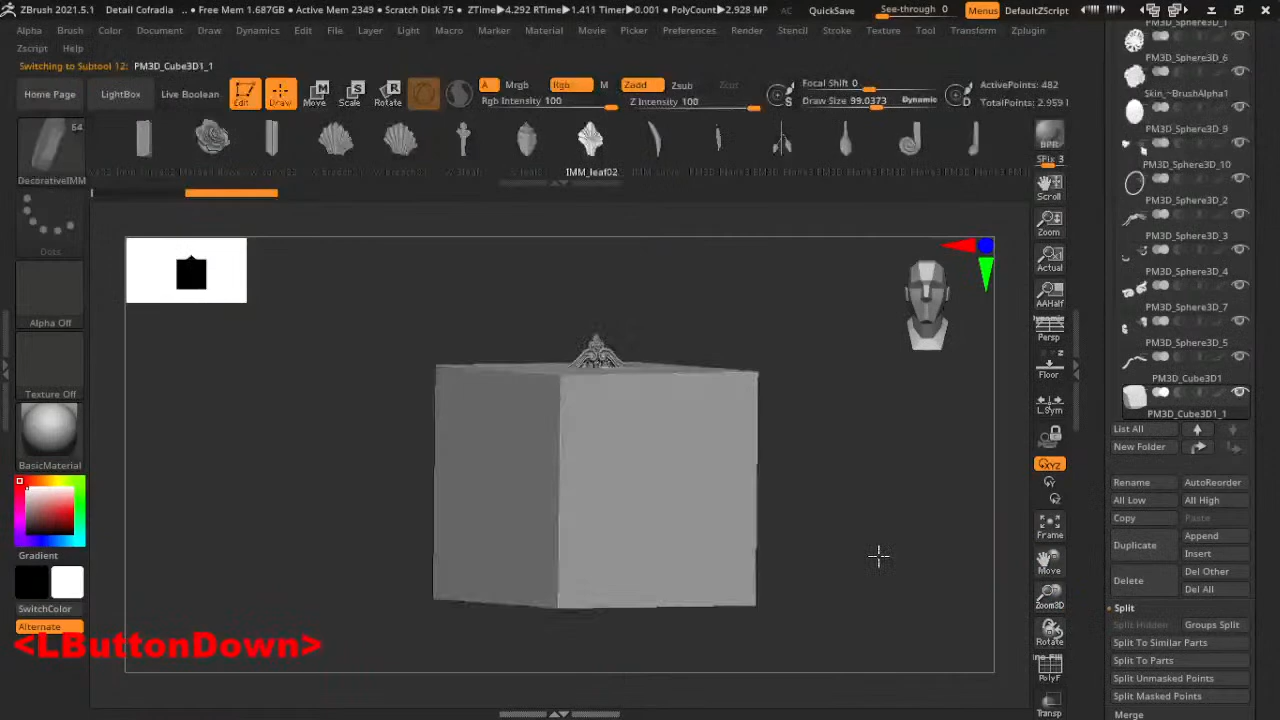 ZBrush 2021.5.1 Detail Cofradia .. • Free Mem 1.687GB • Active Mem 2349 • Scratch Disk 75 • ZTime▶4.292 RTime▶1.411 Timer▶0.001 • PolyCount▶2.928 MP AC QuickSave See-through 0 Menus DefaultZScript
Alpha Brush Color Document Draw Dynamics Edit File Layer Light Macro Marker Material Movie Picker Preferences Render Stencil Stroke Texture Tool Transform Zplugin
Zscript Help
Switching to Subtool 12: PM3D_Cube3D1_1
Home Page LightBox Live Boolean Edit Draw Move Scale Rotate
A Mrgb Rgb M Zadd Zsub Zcut
Rgb Intensity 100 Z Intensity 100
S Focal Shift 0
Draw Size 99.0373 Dynamic D
ActivePoints: 482
TotalPoints: 2.959
54
DecorativeIMM
IMM_leaf02
Dots
Alpha Off
Texture Off
BasicMaterial
Gradient
SwitchColor
Alternate
<LButtonDown>
BPR
SPix 3
Scroll
Zoom
Actual
AAHalf
Dynamic
Persp
Floor
L.Sym
XYZ
Y
Z
Frame
Move
Zoom3D
Rotate
PolyF
Transp
PM3D_Sphere3D_6
Skin_~BrushAlpha1
PM3D_Sphere3D_9
PM3D_Sphere3D_10
PM3D_Sphere3D_2
PM3D_Sphere3D_3
PM3D_Sphere3D_4
PM3D_Sphere3D_7
PM3D_Sphere3D_5
PM3D_Cube3D1
PM3D_Cube3D1_1
List All
New Folder
Rename AutoReorder
All Low All High
Copy Paste
Duplicate Append
Insert
Delete Del Other
Del All
Split
Split Hidden Groups Split
Split To Similar Parts
Split To Parts
Split Unmasked Points
Split Masked Points
Merge